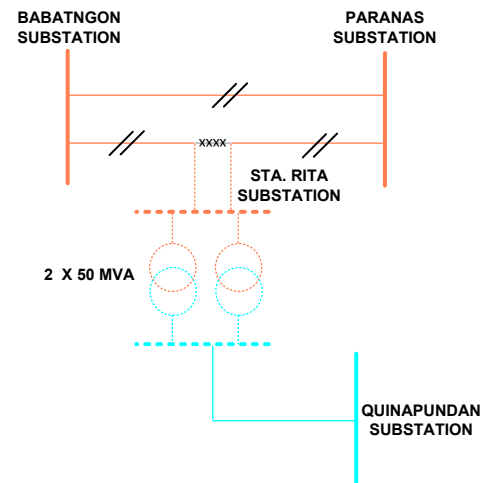 BABATNGON
SUBSTATION
PARANAS
SUBSTATION
xxxx
STA. RITA
SUBSTATION
2 X 50 MVA
QUINAPUNDAN
SUBSTATION